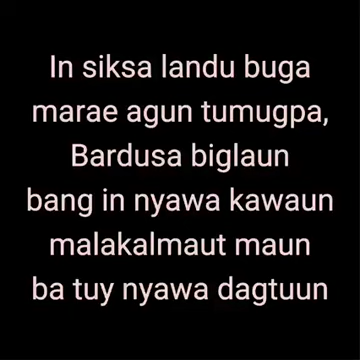 In siksa landu buga
marae agun tumugpa,
Bardusa biglaun
bang in nyawa kawaun
malakalmaut maun
ba tuy nyawa dagtuun